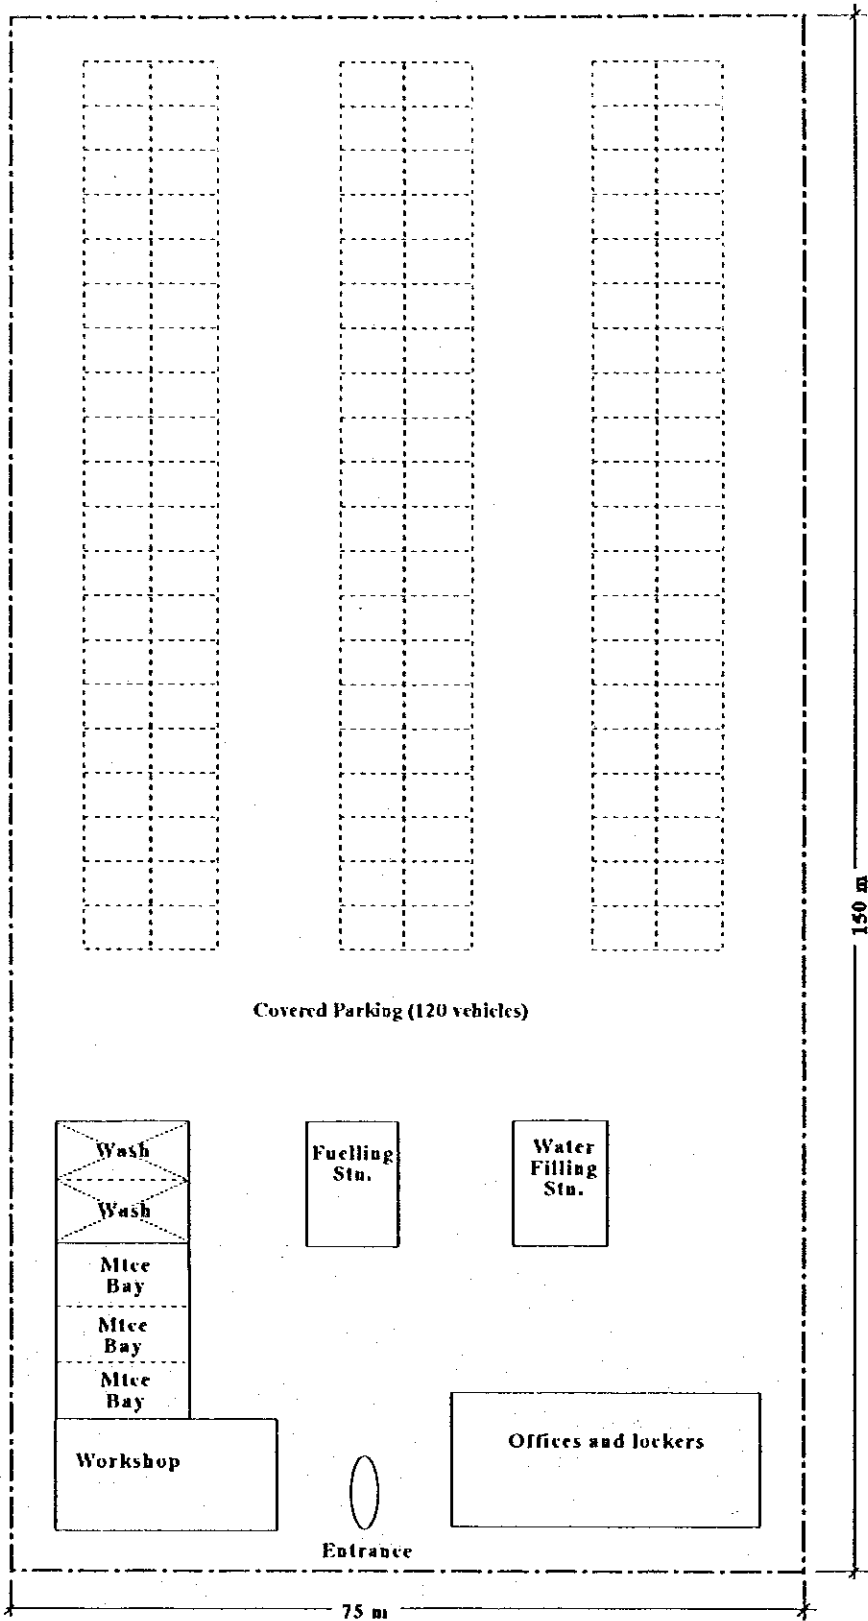 150 m
Covered Parking (120 vehicles)
Wash
Wash
Fuelling
Stn.
Water
Filling
Stn.
Mtce
Bay
Mtce
Bay
Mtce
Bay
Workshop
Offices and lockers
Entrance
75 m